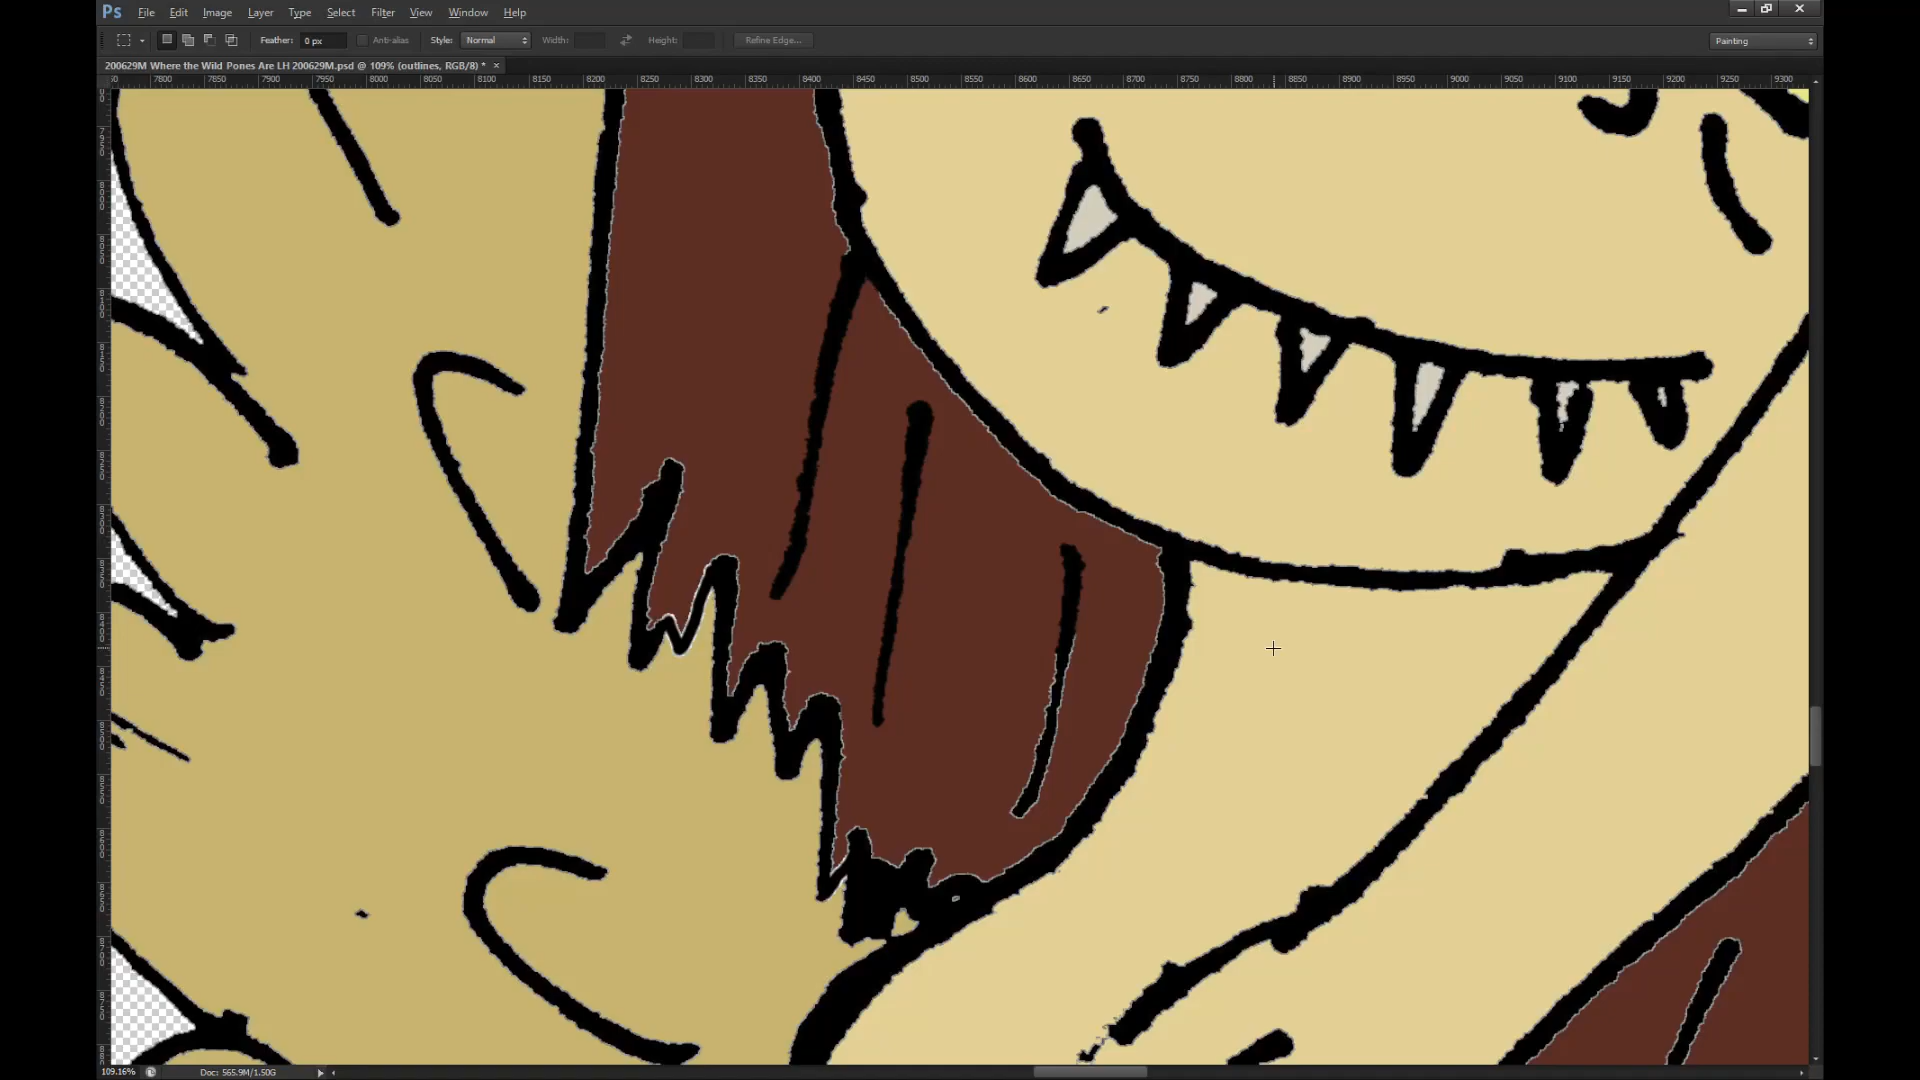 Ps File Edit Image Layer Type Select Filter View Window Help
Feather: 0 px Anti-alias Style: Normal Width: Height: Refine Edge... Painting
200629M Where the Wild Pones Are LH 200629M.psd @ 109% (outlines, RGB/8) * ×
7800 7850 7900 7950 8000 8050 8100 8150 8200 8250 8300 8350 8400 8450 8500 8550 8600 8650 8700 8750 8800 8850 8900 8950 9000 9050 9100 9150 9200 9250 9300
109.16% Doc: 565.9M/1.50G